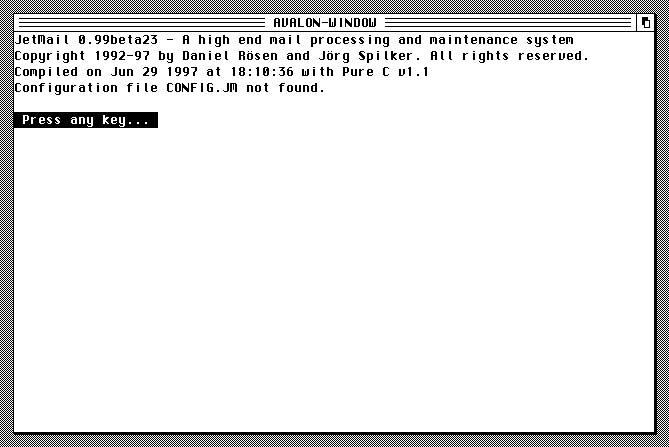 AVALON-WINDOW
JetMail 0.99beta23 - A high end mail processing and maintenance system
Copyright 1992-97 by Daniel Rösen and Jörg Spilker. All rights reserved.
Compiled on Jun 29 1997 at 18:10:36 with Pure C v1.1
Configuration file CONFIG.JM not found.
Press any key...